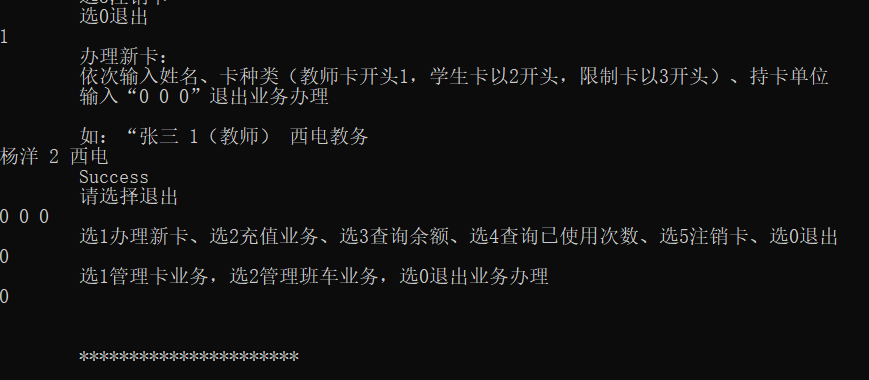 选0退出
1
办理新卡:
依次输入姓名、卡种类（教师卡开头1，学生卡以2开头，限制卡以3开头）、持卡单位
输入“0 0 0”退出业务办理
如：“张三 1（教师） 西电教务
杨洋 2 西电
Success
请选择退出
0 0 0
选1办理新卡、选2充值业务、选3查询余额、选4查询已使用次数、选5注销卡、选0退出
0
选1管理卡业务，选2管理班车业务，选0退出业务办理
0
**********************